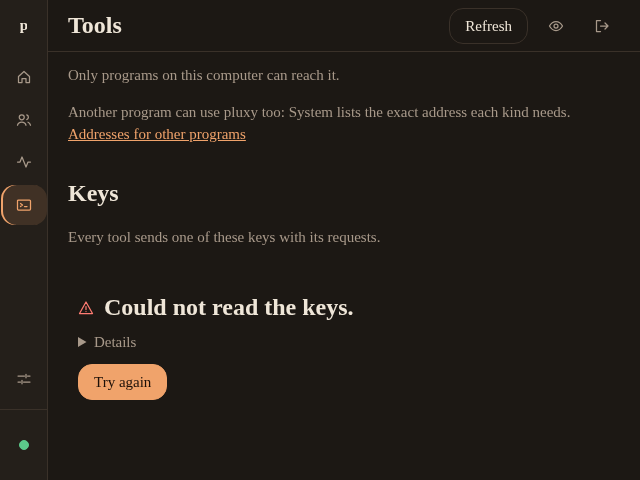 p
Tools
Refresh
Only programs on this computer can reach it.
Another program can use pluxy too: System lists the exact address each kind needs.
Addresses for other programs
Keys
Every tool sends one of these keys with its requests.
Could not read the keys.
Details
Try again